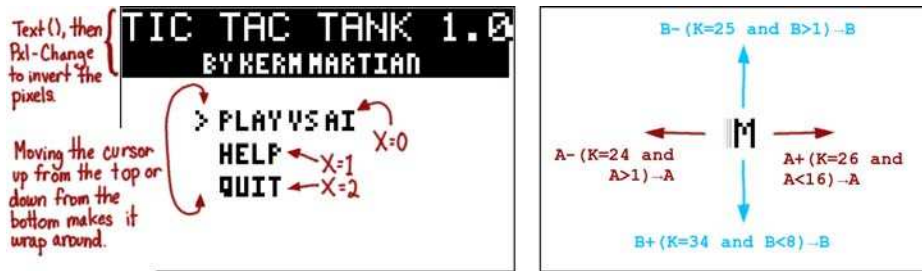 Text(), then
Pxl-Change
to invert the
pixels.
TIC TAC TANK 1.0
BY KERM MARTIAN
> PLAY VS AI
X=0
HELP
X=1
QUIT
X=2
Moving the cursor
up from the top or
down from the
bottom makes it
wrap around.
B-(K=25 and B>1)→B
M
A-(K=24 and
A>1)→A
A+(K=26 and
A<16)→A
B+(K=34 and B<8)→B